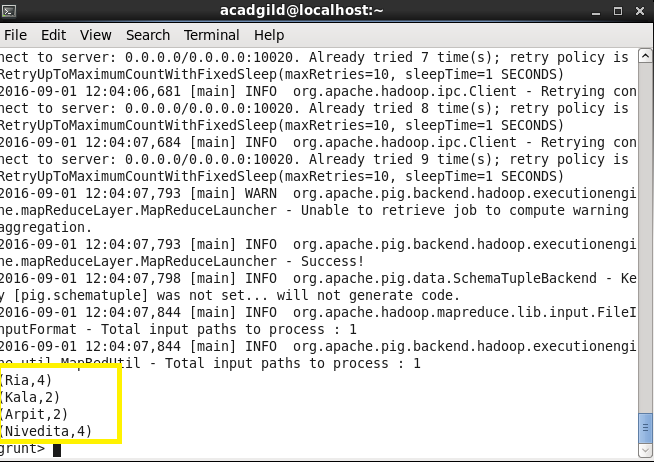 acadgild@localhost:~
File Edit View Search Terminal Help
nect to server: 0.0.0.0/0.0.0.0:10020. Already tried 7 time(s); retry policy is
RetryUpToMaximumCountWithFixedSleep(maxRetries=10, sleepTime=1 SECONDS)
2016-09-01 12:04:06,681 [main] INFO  org.apache.hadoop.ipc.Client - Retrying con
nect to server: 0.0.0.0/0.0.0.0:10020. Already tried 8 time(s); retry policy is
RetryUpToMaximumCountWithFixedSleep(maxRetries=10, sleepTime=1 SECONDS)
2016-09-01 12:04:07,684 [main] INFO  org.apache.hadoop.ipc.Client - Retrying con
nect to server: 0.0.0.0/0.0.0.0:10020. Already tried 9 time(s); retry policy is
RetryUpToMaximumCountWithFixedSleep(maxRetries=10, sleepTime=1 SECONDS)
2016-09-01 12:04:07,793 [main] WARN  org.apache.pig.backend.hadoop.executionengi
ne.mapReduceLayer.MapReduceLauncher - Unable to retrieve job to compute warning
aggregation.
2016-09-01 12:04:07,793 [main] INFO  org.apache.pig.backend.hadoop.executionengi
ne.mapReduceLayer.MapReduceLauncher - Success!
2016-09-01 12:04:07,798 [main] INFO  org.apache.pig.data.SchemaTupleBackend - Ke
y [pig.schematuple] was not set... will not generate code.
2016-09-01 12:04:07,844 [main] INFO  org.apache.hadoop.mapreduce.lib.input.FileI
nputFormat - Total input paths to process : 1
2016-09-01 12:04:07,844 [main] INFO  org.apache.pig.backend.hadoop.executionengi
ne.util.MapRedUtil - Total input paths to process : 1
(Ria,4)
(Kala,2)
(Arpit,2)
(Nivedita,4)
grunt>